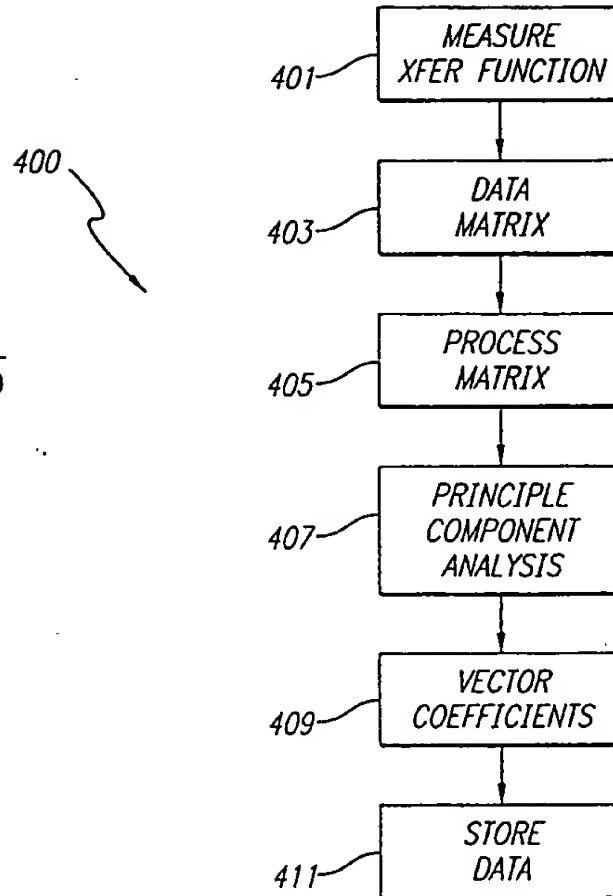 MEASURE
XFER FUNCTION
401
400
DATA
MATRIX
403
PROCESS
MATRIX
405
PRINCIPLE
COMPONENT
ANALYSIS
407
VECTOR
COEFFICIENTS
409
STORE
DATA
411